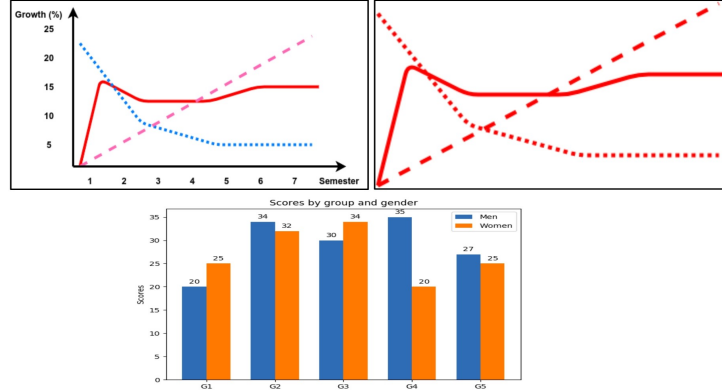 Growth (%)
25
20
15
10
5
1 2 3 4 5 6 7 Semester
Scores by group and gender
Men
Women
Scores
35
30
25
20
15
10
5
0
20 25 34 32 30 34 35 20 27 25
G1 G2 G3 G4 G5